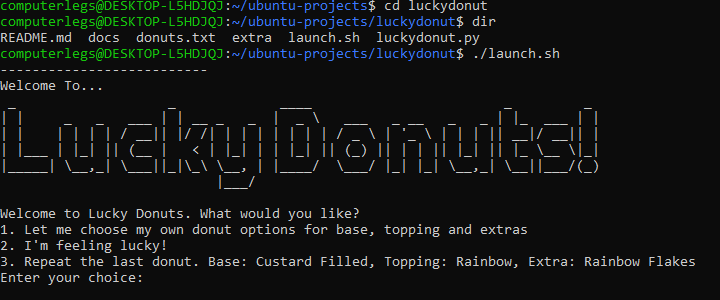 computerlegs@DESKTOP-L5HDJQJ:~/ubuntu-projects$ cd luckydonut
computerlegs@DESKTOP-L5HDJQJ:~/ubuntu-projects/luckydonut$ dir
README.md  docs  donuts.txt  extra  launch.sh  luckydonut.py
computerlegs@DESKTOP-L5HDJQJ:~/ubuntu-projects/luckydonut$ ./launch.sh
--------------------------
Welcome To...
Lucky Donuts!
Welcome to Lucky Donuts. What would you like?
1. Let me choose my own donut options for base, topping and extras
2. I'm feeling lucky!
3. Repeat the last donut. Base: Custard Filled, Topping: Rainbow, Extra: Rainbow Flakes
Enter your choice: